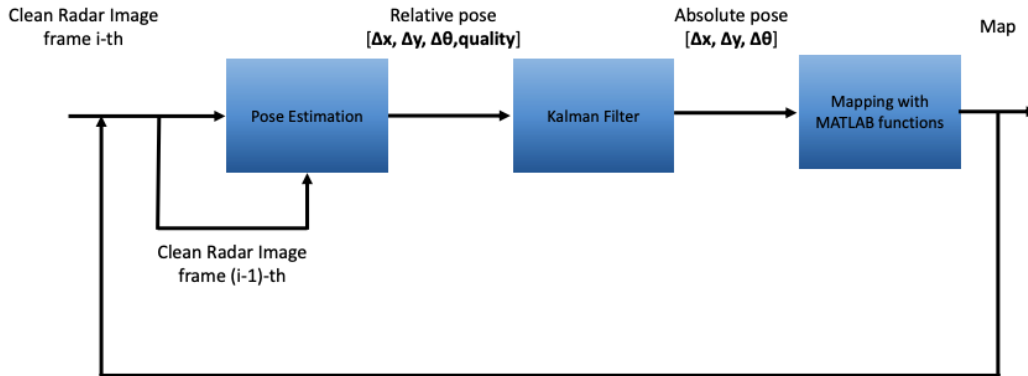 Clean Radar Image
frame i-th
Relative pose
[Δx, Δy, Δθ,quality]
Absolute pose
[Δx, Δy, Δθ]
Map
Pose Estimation
Kalman Filter
Mapping with
MATLAB functions
Clean Radar Image
frame (i-1)-th